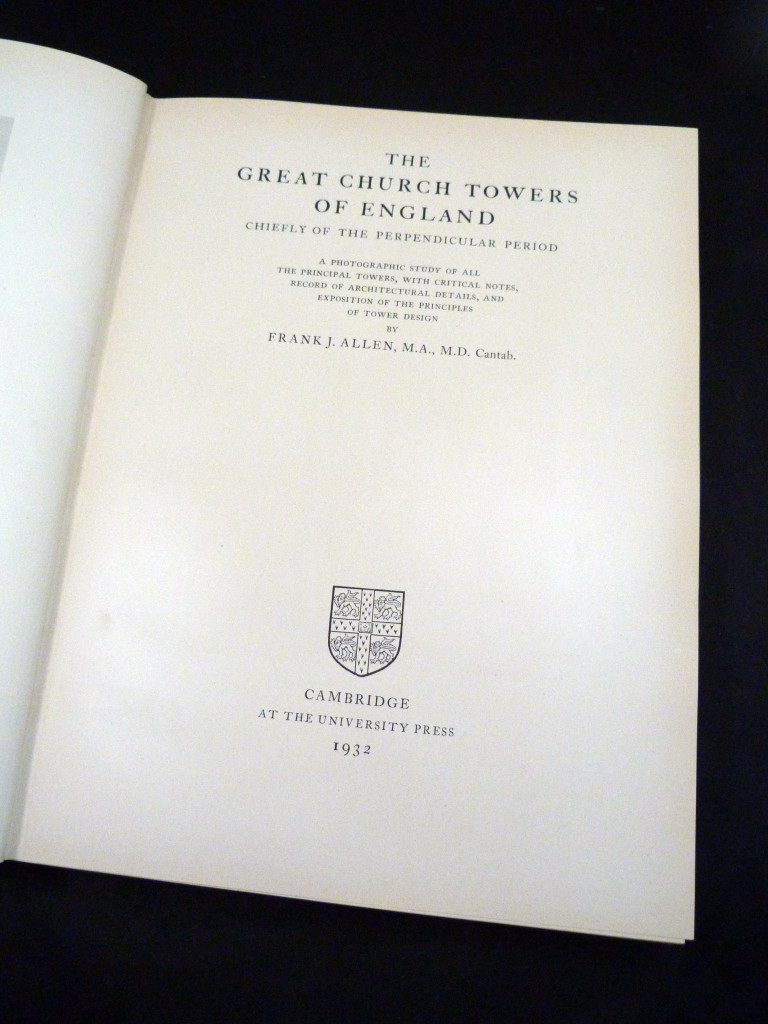 THE
GREAT CHURCH TOWERS
OF ENGLAND
CHIEFLY OF THE PERPENDICULAR PERIOD
A PHOTOGRAPHIC STUDY OF ALL
THE PRINCIPAL TOWERS, WITH CRITICAL NOTES,
RECORD OF ARCHITECTURAL DETAILS, AND
EXPOSITION OF THE PRINCIPLES
OF TOWER DESIGN
BY
FRANK J. ALLEN, M.A., M.D. Cantab.
CAMBRIDGE
AT THE UNIVERSITY PRESS
1932